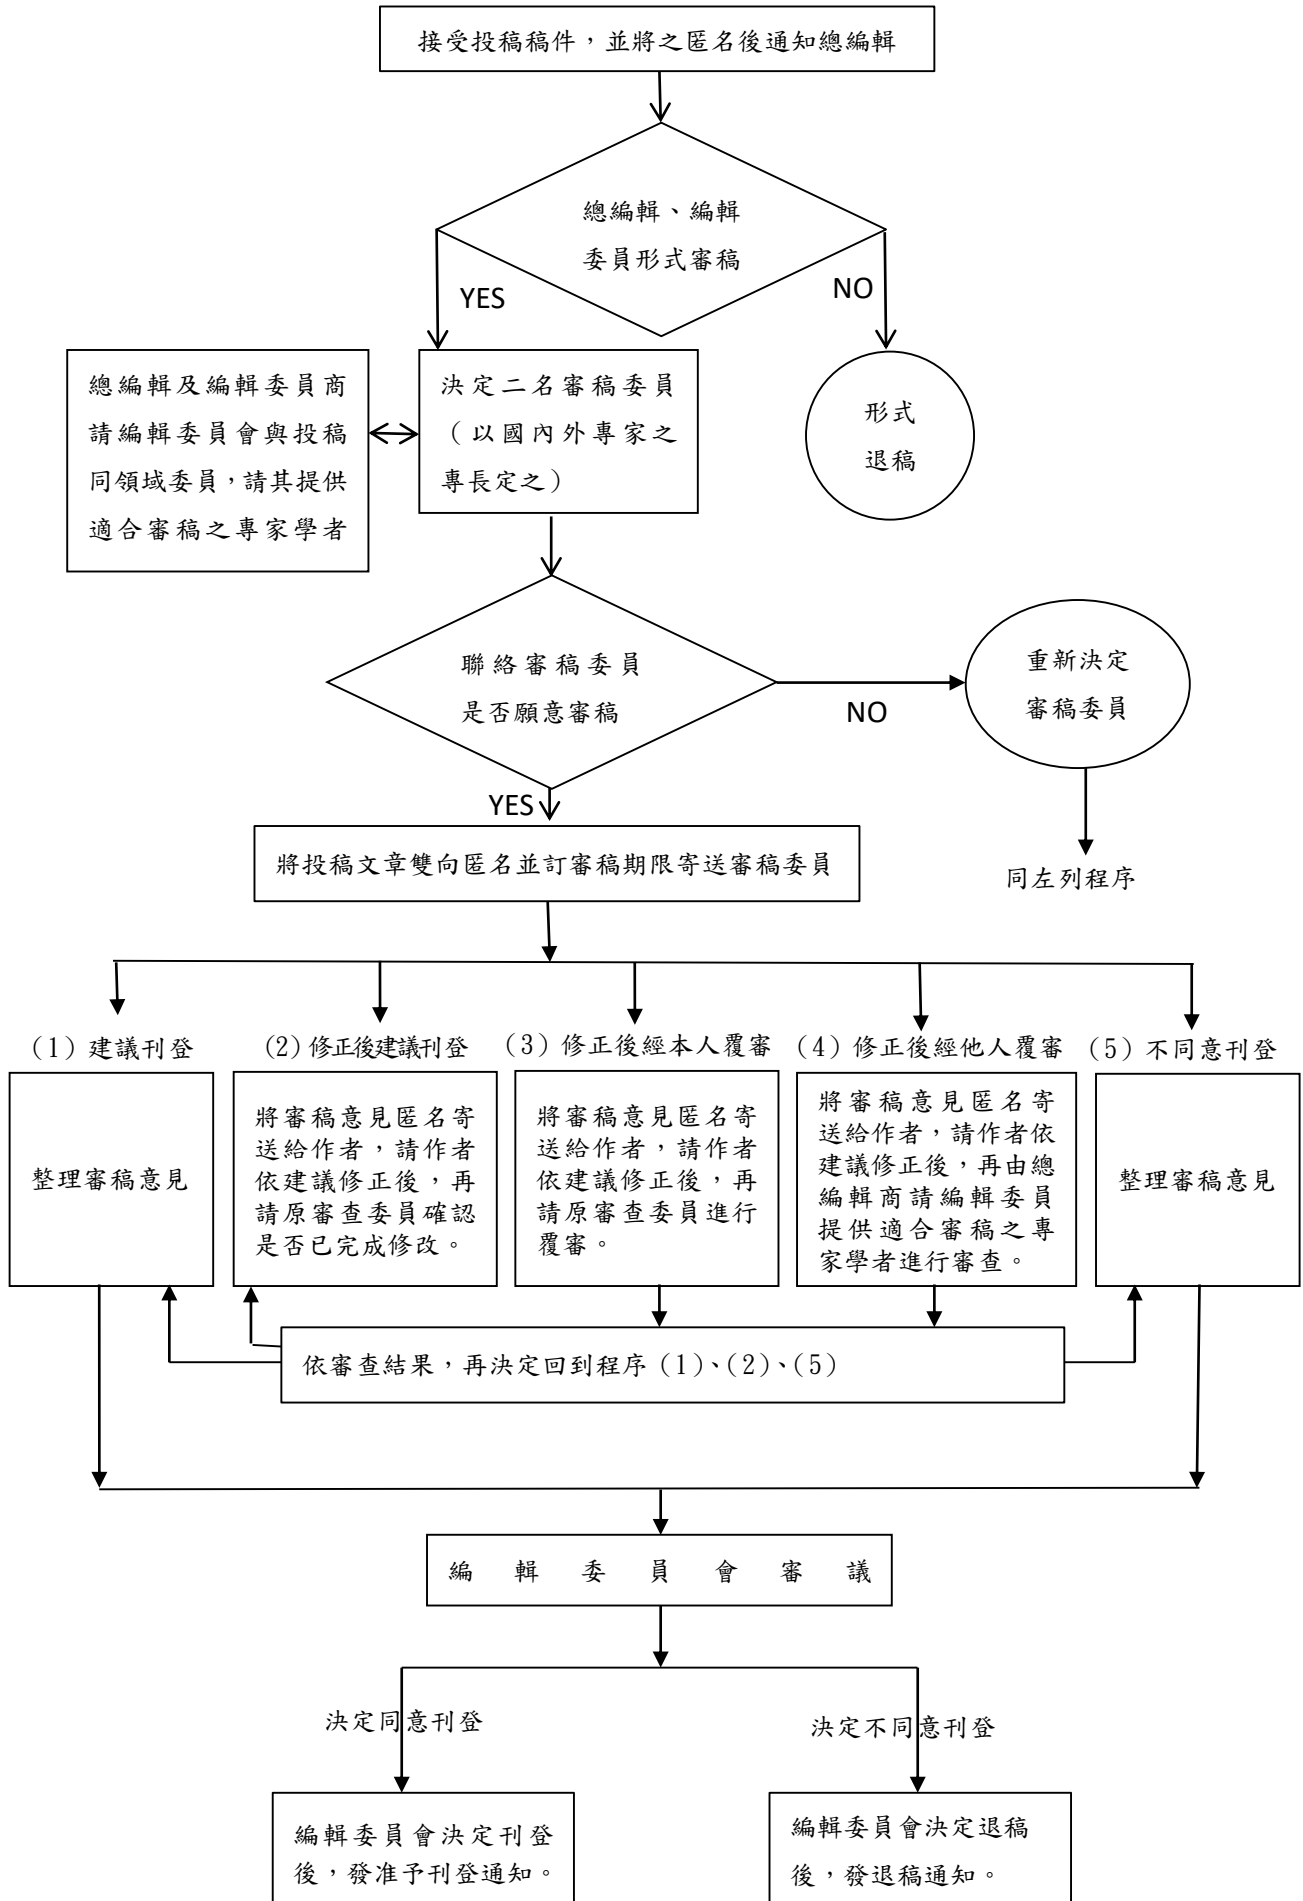 接受投稿稿件，並將之匿名後通知總編輯
總編輯、編輯
委員形式審稿
YES
NO
總編輯及編輯委員商
請編輯委員會與投稿
同領域委員，請其提供
適合審稿之專家學者
決定二名審稿委員
（以國內外專家之
專長定之）
形式
退稿
聯絡審稿委員
是否願意審稿
NO
重新決定
審稿委員
YES
將投稿文章雙向匿名並訂審稿期限寄送審稿委員
同左列程序
(1)建議刊登
(2)修正後建議刊登
(3)修正後經本人覆審
(4)修正後經他人覆審
(5)不同意刊登
整理審稿意見
將審稿意見匿名寄
送給作者，請作者
依建議修正後，再
請原審查委員確認
是否已完成修改。
將審稿意見匿名寄
送給作者，請作者
依建議修正後，再
請原審查委員進行
覆審。
將審稿意見匿名寄
送給作者，請作者依
建議修正後，再由總
編輯商請編輯委員
提供適合審稿之專
家學者進行審查。
整理審稿意見
依審查結果，再決定回到程序(1)、(2)、(5)
編輯委員會審議
決定同意刊登
決定不同意刊登
編輯委員會決定刊登
後，發准予刊登通知。
編輯委員會決定退稿
後，發退稿通知。